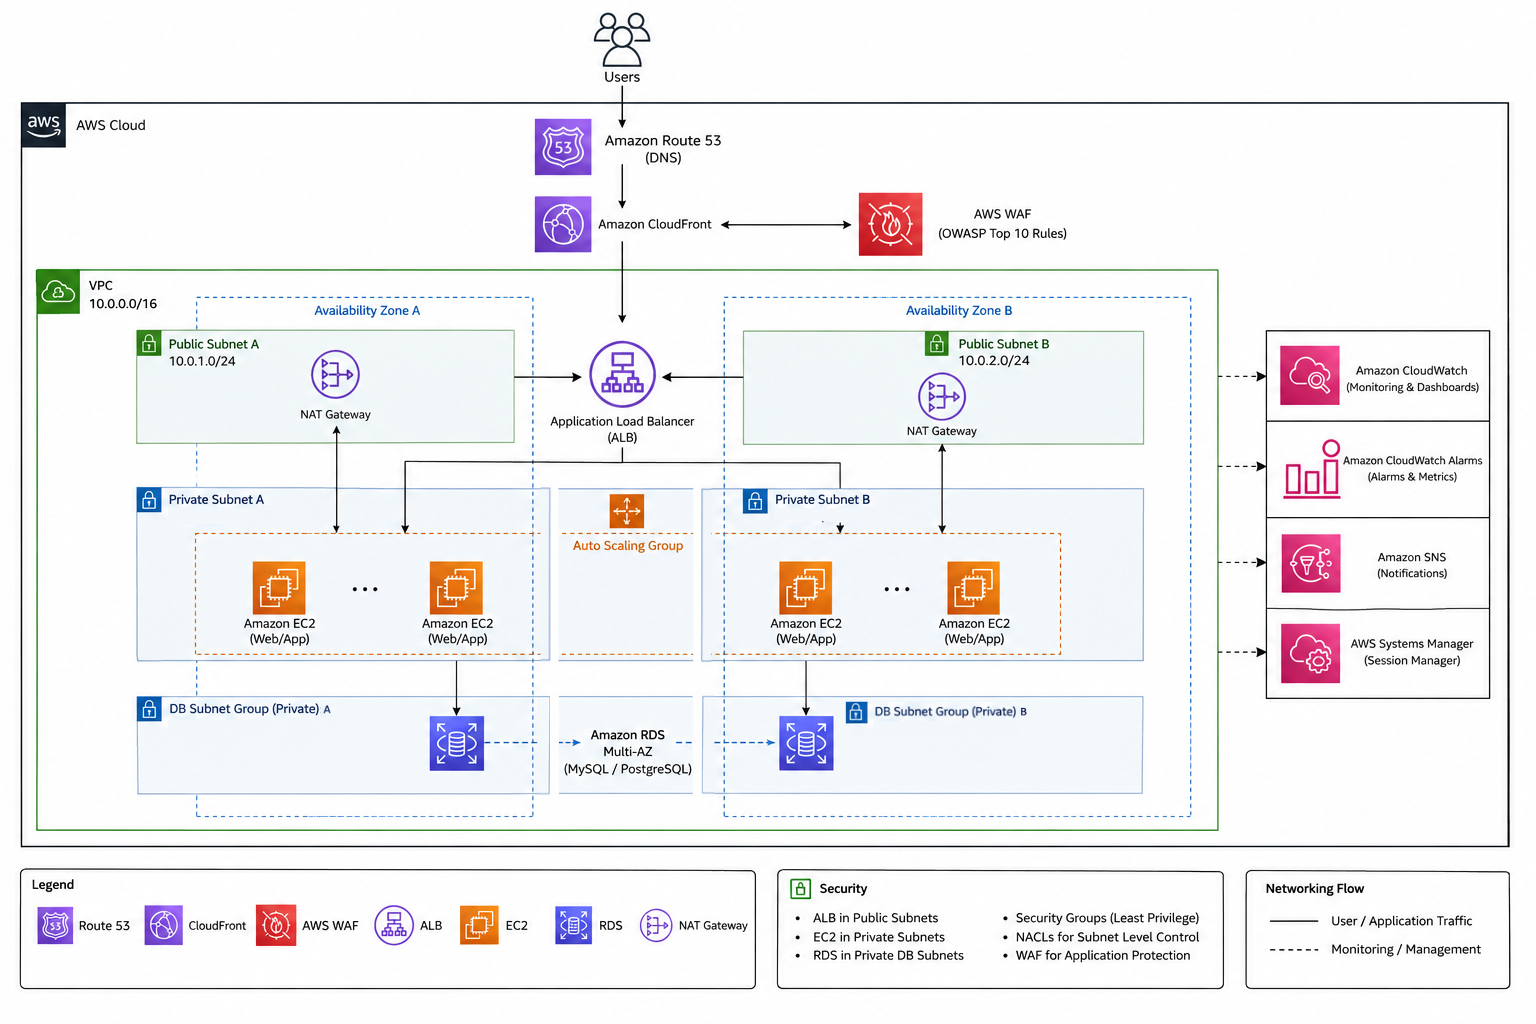 Users
aws
AWS Cloud
53
Amazon Route 53
(DNS)
Amazon CloudFront
AWS WAF
(OWASP Top 10 Rules)
VPC
10.0.0.0/16
Availability Zone A
Availability Zone B
Public Subnet A
10.0.1.0/24
NAT Gateway
Application Load Balancer
(ALB)
Public Subnet B
10.0.2.0/24
NAT Gateway
Amazon CloudWatch
(Monitoring & Dashboards)
Amazon CloudWatch Alarms
(Alarms & Metrics)
Amazon SNS
(Notifications)
AWS Systems Manager
(Session Manager)
Private Subnet A
Private Subnet B
Auto Scaling Group
Amazon EC2
(Web/App)
...
Amazon EC2
(Web/App)
Amazon EC2
(Web/App)
...
Amazon EC2
(Web/App)
DB Subnet Group (Private) A
Amazon RDS
Multi-AZ
(MySQL / PostgreSQL)
DB Subnet Group (Private) B
Legend
53
Route 53
CloudFront
AWS WAF
ALB
EC2
RDS
NAT Gateway
Security
• ALB in Public Subnets
• EC2 in Private Subnets
• RDS in Private DB Subnets
• Security Groups (Least Privilege)
• NACLs for Subnet Level Control
• WAF for Application Protection
Networking Flow
User / Application Traffic
Monitoring / Management